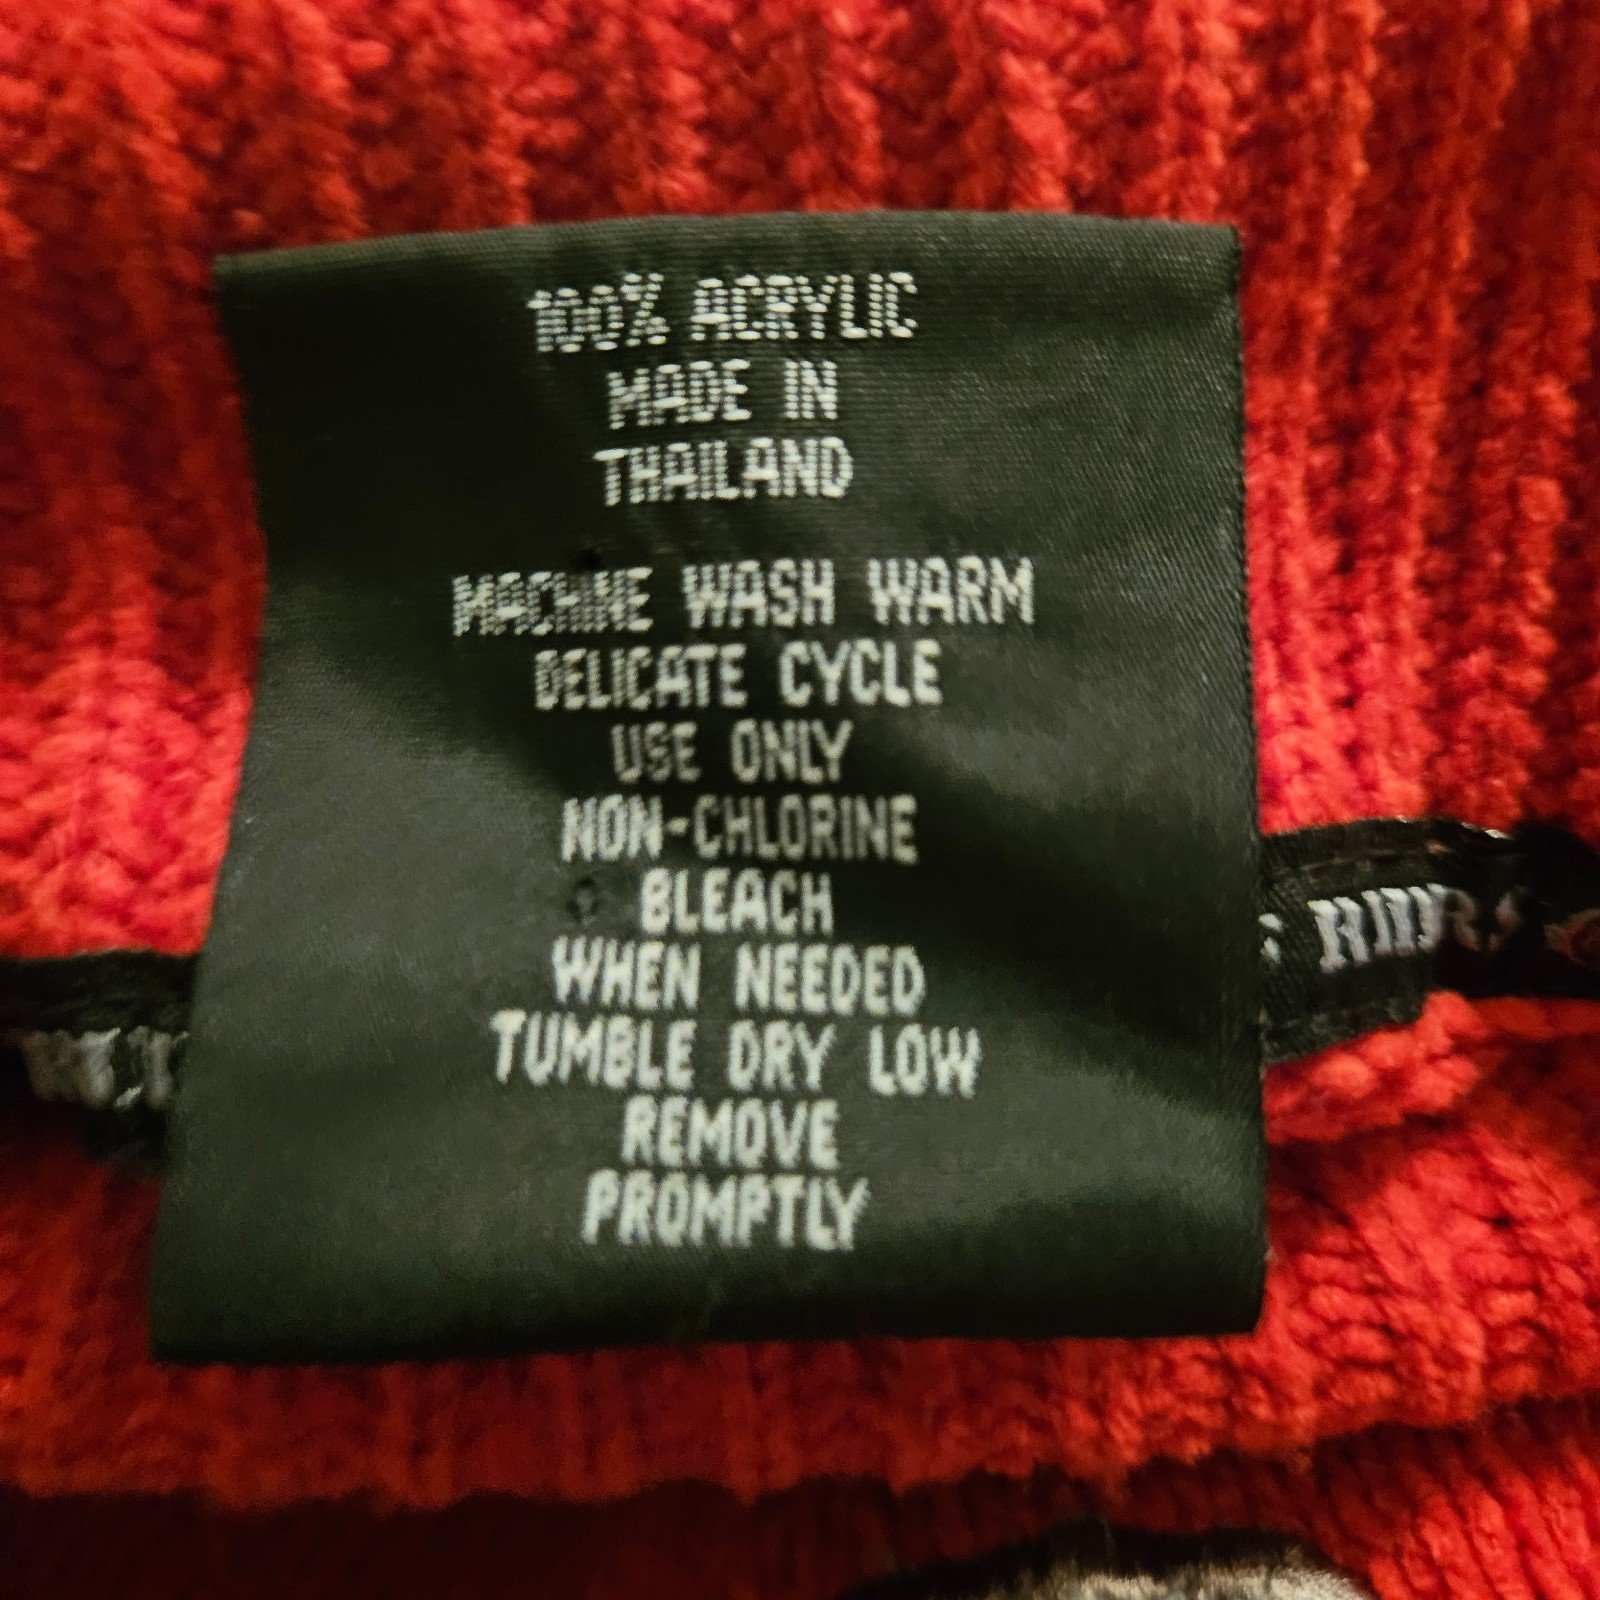 100% ACRYLIC
MADE IN
THAILAND
MACHINE WASH WARM
DELICATE CYCLE
USE ONLY
NON-CHLORINE
BLEACH
WHEN NEEDED
TUMBLE DRY LOW
REMOVE
PROMPTLY